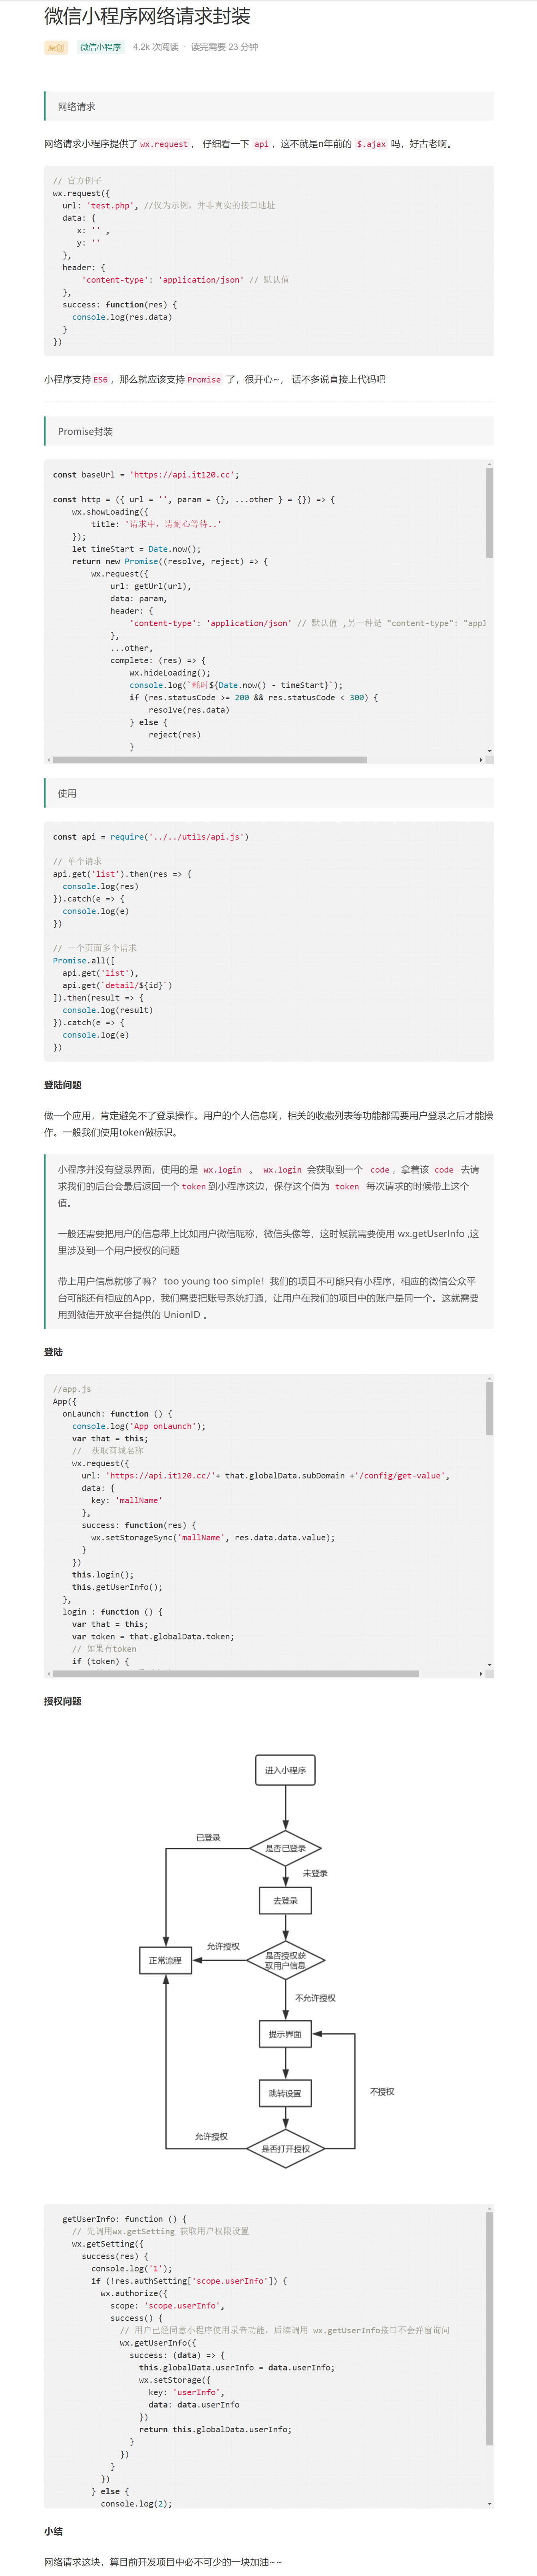 微信小程序网络请求封装
原创 微信小程序 4.2k 次阅读 · 读完需要 23 分钟
网络请求
网络请求小程序提供了 wx.request ， 仔细看一下 api ，这不就是n年前的 $.ajax 吗，好古老啊。
// 官方例子
wx.request({
  url: 'test.php', //仅为示例，并非真实的接口地址
  data: {
     x: '' ,
     y: ''
  },
  header: {
      'content-type': 'application/json' // 默认值
  },
  success: function(res) {
    console.log(res.data)
  }
})
小程序支持 ES6 ，那么就应该支持 Promise 了，很开心~， 话不多说直接上代码吧
Promise封装
const baseUrl = 'https://api.it120.cc';
const http = ({ url = '', param = {}, ...other } = {}) => {
    wx.showLoading({
        title: '请求中，请耐心等待..'
    });
    let timeStart = Date.now();
    return new Promise((resolve, reject) => {
        wx.request({
            url: getUrl(url),
            data: param,
            header: {
                'content-type': 'application/json' // 默认值 ,另一种是 "content-type": "appl
            },
            ...other,
            complete: (res) => {
                wx.hideLoading();
                console.log(`耗时${Date.now() - timeStart}`);
                if (res.statusCode >= 200 && res.statusCode < 300) {
                    resolve(res.data)
                } else {
                    reject(res)
                }
使用
const api = require('../../utils/api.js')
// 单个请求
api.get('list').then(res => {
  console.log(res)
}).catch(e => {
  console.log(e)
})
// 一个页面多个请求
Promise.all([
  api.get('list'),
  api.get(`detail/${id}`)
]).then(result => {
  console.log(result)
}).catch(e => {
  console.log(e)
})
登陆问题
做一个应用，肯定避免不了登录操作。用户的个人信息啊，相关的收藏列表等功能都需要用户登录之后才能操
作。一般我们使用token做标识。
小程序并没有登录界面，使用的是 wx.login 。 wx.login 会获取到一个 code ，拿着该 code 去请
求我们的后台会最后返回一个 token 到小程序这边，保存这个值为 token 每次请求的时候带上这个
值。
一般还需要把用户的信息带上比如用户微信昵称，微信头像等，这时候就需要使用 wx.getUserInfo ,这
里涉及到一个用户授权的问题
带上用户信息就够了嘛？ too young too simple！我们的项目不可能只有小程序，相应的微信公众平
台可能还有相应的App，我们需要把账号系统打通，让用户在我们的项目中的账户是同一个。这就需要
用到微信开放平台提供的 UnionID 。
登陆
//app.js
App({
  onLaunch: function () {
    console.log('App onLaunch');
    var that = this;
    //  获取商城名称
    wx.request({
      url: 'https://api.it120.cc/'+ that.globalData.subDomain +'/config/get-value',
      data: {
        key: 'mallName'
      },
      success: function(res) {
        wx.setStorageSync('mallName', res.data.data.value);
      }
    })
    this.login();
    this.getUserInfo();
  },
  login : function () {
    var that = this;
    var token = that.globalData.token;
    // 如果有token
    if (token) {
授权问题
进入小程序
已登录
是否已登录
未登录
去登录
允许授权
正常流程
是否授权获
取用户信息
不允许授权
提示界面
跳转设置
不授权
允许授权
是否打开授权
  getUserInfo: function () {
    // 先调用wx.getSetting 获取用户权限设置
    wx.getSetting({
      success(res) {
        console.log('1');
        if (!res.authSetting['scope.userInfo']) {
          wx.authorize({
            scope: 'scope.userInfo',
            success() {
              // 用户已经同意小程序使用录音功能，后续调用 wx.getUserInfo接口不会弹窗询问
              wx.getUserInfo({
                success: (data) => {
                  this.globalData.userInfo = data.userInfo;
                  wx.setStorage({
                    key: 'userInfo',
                    data: data.userInfo
                  })
                  return this.globalData.userInfo;
                }
              })
            }
          })
        } else {
          console.log(2);
小结
网络请求这块，算目前开发项目中必不可少的一块加油~~